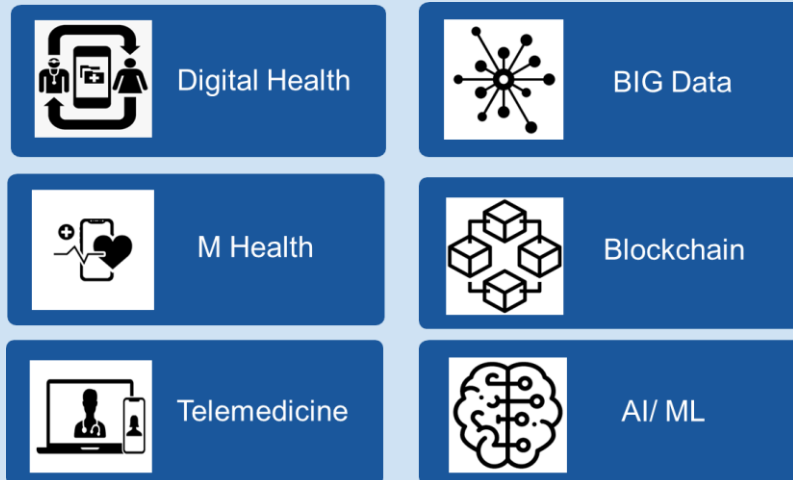 Digital Health
BIG Data
M Health
Blockchain
Telemedicine
AI/ ML